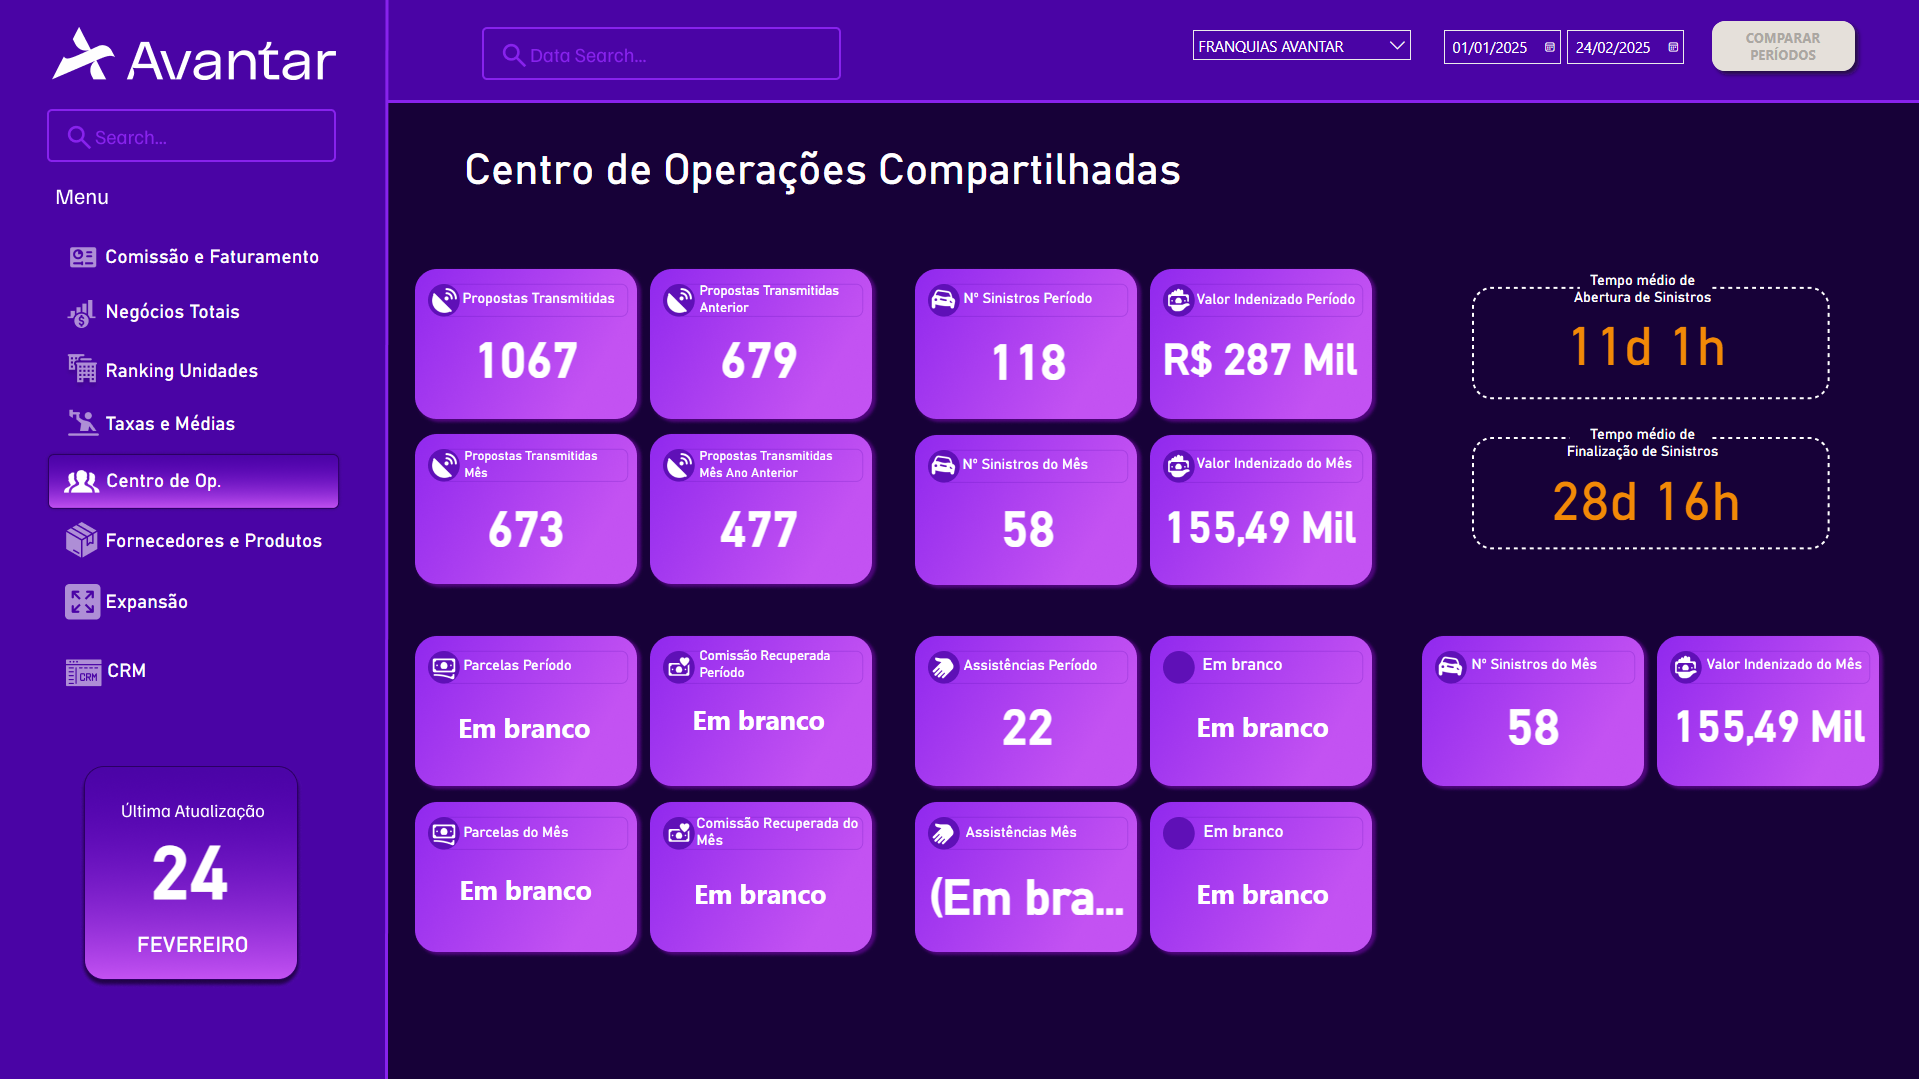 Avantar
Search...
Menu
Comissão e Faturamento
Negócios Totais
Ranking Unidades
Taxas e Médias
Centro de Op.
Fornecedores e Produtos
Expansão
CRM
CRM
Última Atualização
24
FEVEREIRO
Data Search...
FRANQUIAS AVANTAR
01/01/2025
24/02/2025
COMPARAR
PERÍODOS
Centro de Operações Compartilhadas
Propostas Transmitidas
1067
Propostas Transmitidas
Anterior
679
Nº Sinistros Período
118
Valor Indenizado Período
R$ 287 Mil
Tempo médio de
Abertura de Sinistros
11d 1h
Propostas Transmitidas
Mês
673
Propostas Transmitidas
Mês Ano Anterior
477
Nº Sinistros do Mês
58
Valor Indenizado do Mês
155,49 Mil
Tempo médio de
Finalização de Sinistros
28d 16h
Parcelas Período
Em branco
Comissão Recuperada
Período
Em branco
Assistências Período
22
Em branco
Em branco
Nº Sinistros do Mês
58
Valor Indenizado do Mês
155,49 Mil
Parcelas do Mês
Em branco
Comissão Recuperada do
Mês
Em branco
Assistências Mês
(Em bra...
Em branco
Em branco